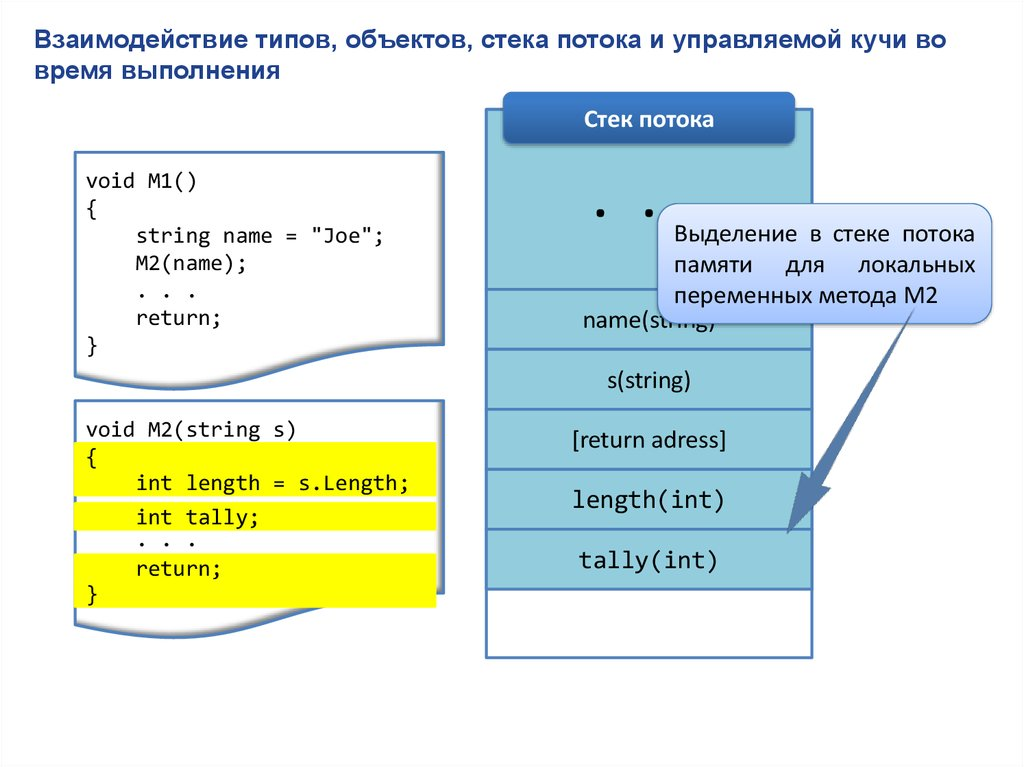 Взаимодействие типов, объектов, стека потока и управляемой кучи во
время выполнения
Стек потока
void M1()
{
    string name = "Joe";
    M2(name);
    . . .
    return;
}
. .
Выделение в стеке потока
памяти для локальных
переменных метода M2
name(string)
s(string)
[return adress]
length(int)
tally(int)
void M2(string s)
{
    int length = s.Length;
    int tally;
    . . .
    return;
}